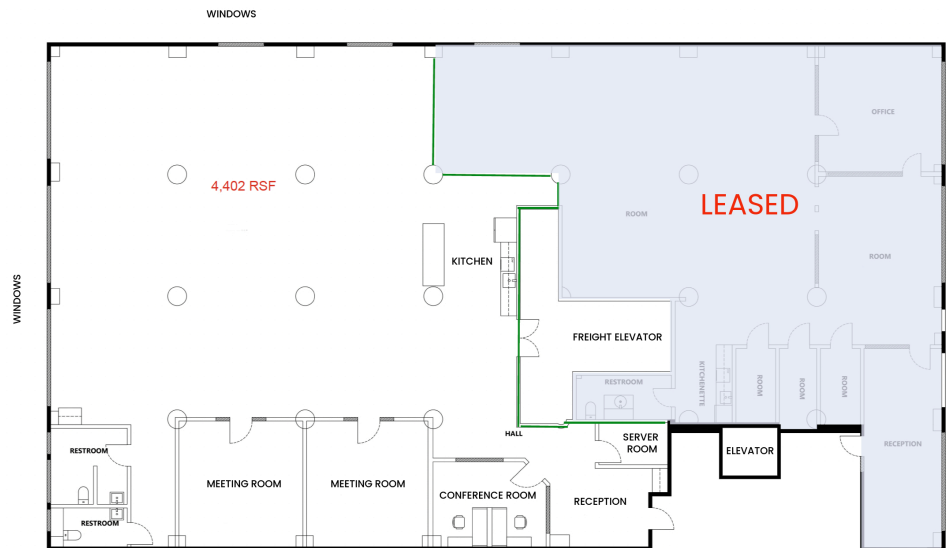 WINDOWS
OFFICE
4,402 RSF
LEASED
ROOM
ROOM
KITCHEN
WINDOWS
FREIGHT ELEVATOR
RESTROOM
KITCHENETTE
ROOM
ROOM
ROOM
HALL
SERVER
ROOM
RECEPTION
RESTROOM
ELEVATOR
MEETING ROOM
MEETING ROOM
CONFERENCE ROOM
RECEPTION
RESTROOM